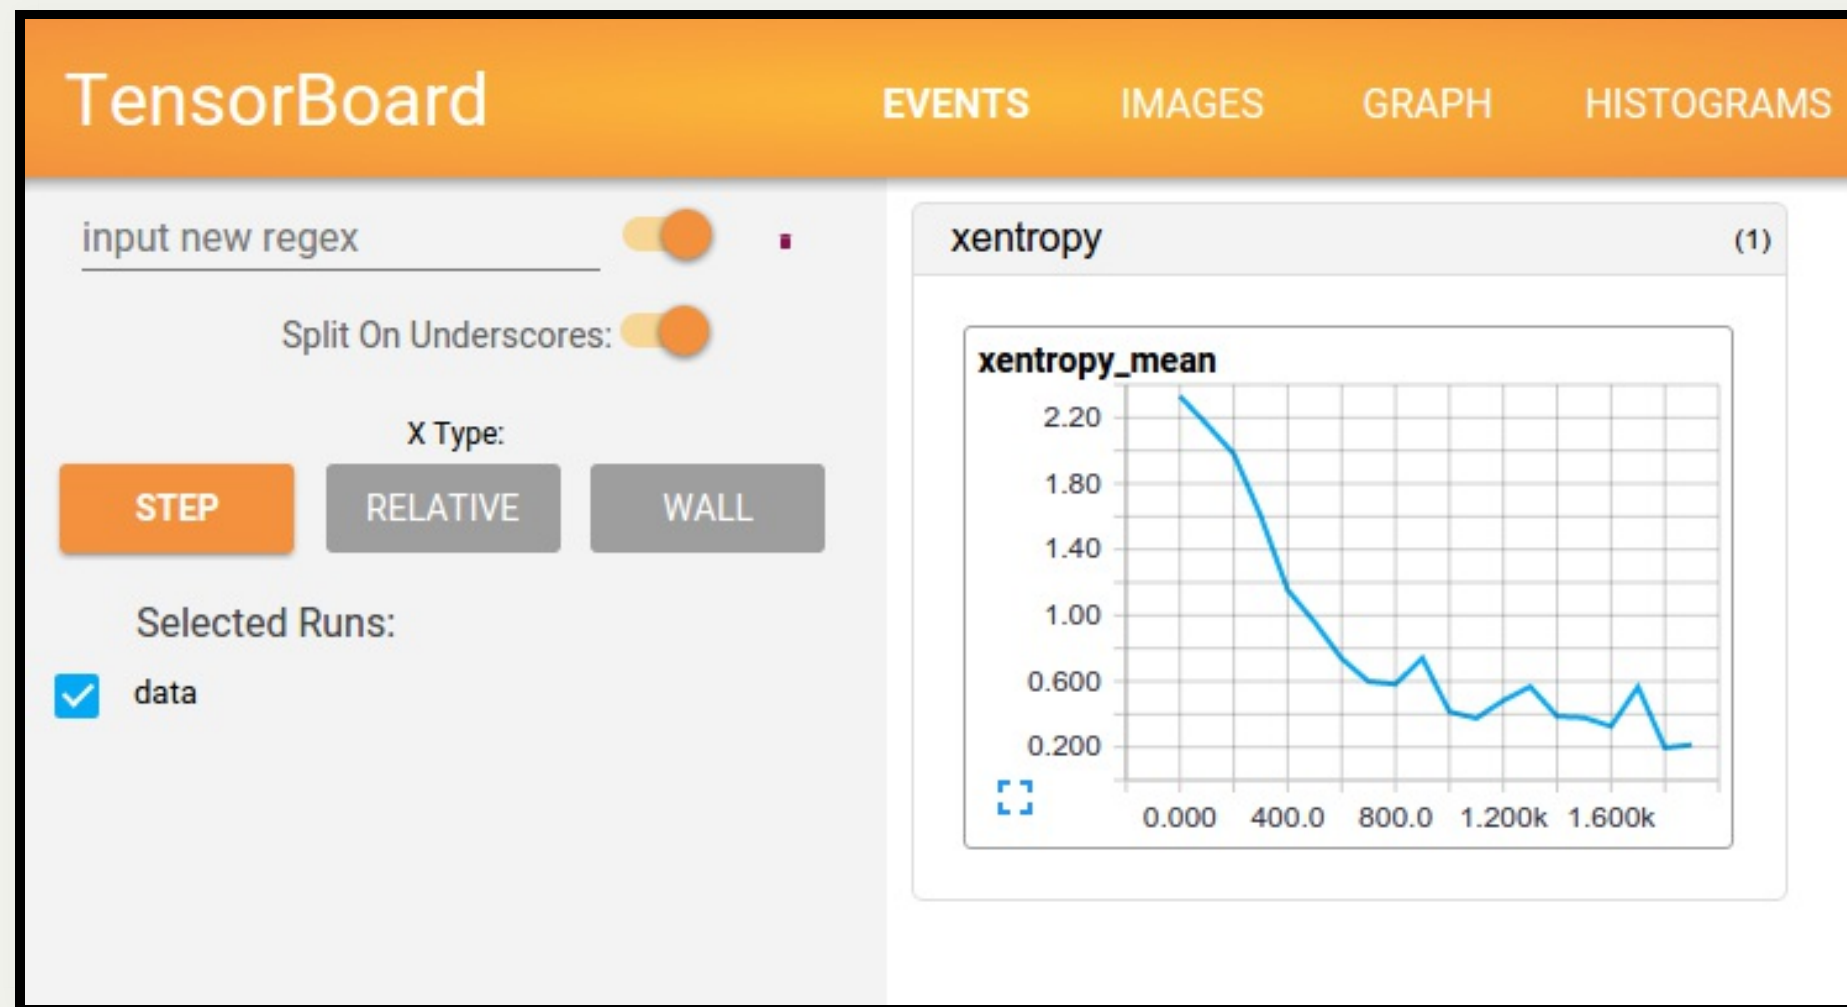 TensorBoard
EVENTS IMAGES GRAPH HISTOGRAMS
input new regex
Split On Underscores:
X Type:
STEP RELATIVE WALL
Selected Runs:
data
xentropy (1)
xentropy_mean
2.20
1.80
1.40
1.00
0.600
0.200
0.000 400.0 800.0 1.200k 1.600k